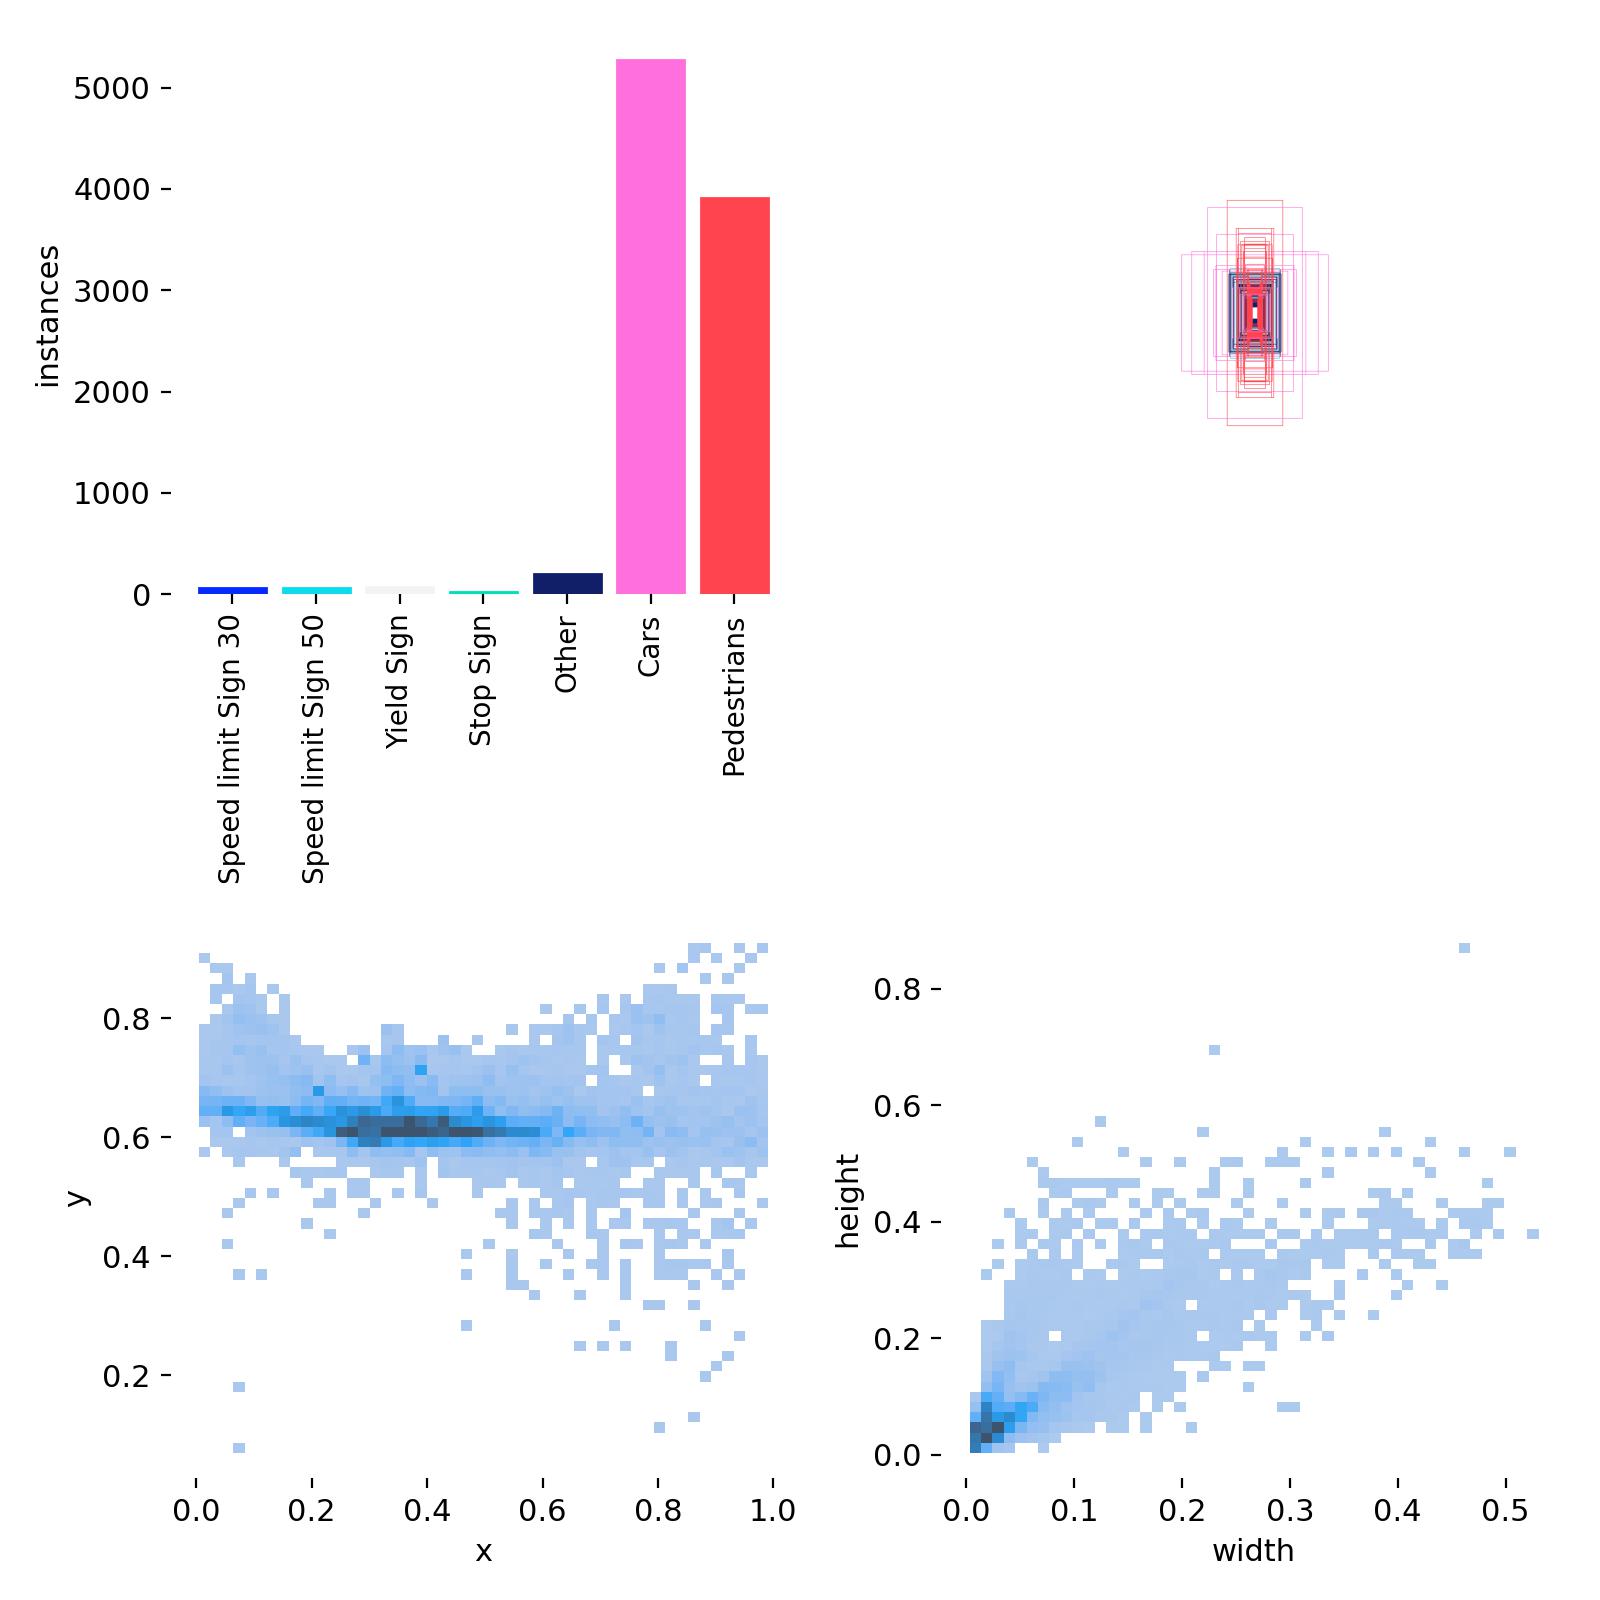 instances
5000
4000
3000
2000
1000
0
Speed limit Sign 30
Speed limit Sign 50
Yield Sign
Stop Sign
Other
Cars
Pedestrians
y
0.8
0.6
0.4
0.2
0.0 0.2 0.4 0.6 0.8 1.0
x
height
0.8
0.6
0.4
0.2
0.0
0.0 0.1 0.2 0.3 0.4 0.5
width